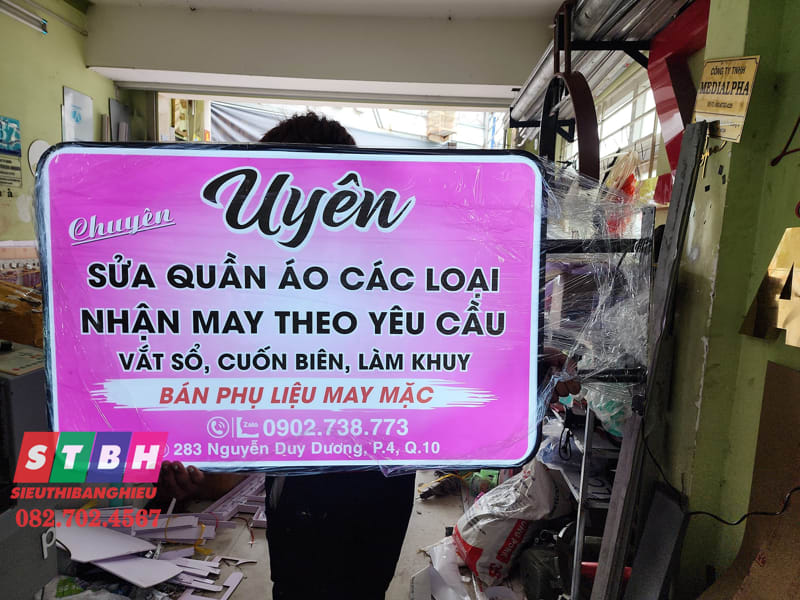 Uyên
Chuyên
SỬA QUẦN ÁO CÁC LOẠI
NHẬN MAY THEO YÊU CẦU
VẮT SỔ, CUỐN BIÊN, LÀM KHUY
BÁN PHỤ LIỆU MAY MẶC
Zalo 0902.738.773
283 Nguyễn Duy Dương, P.4, Q.10
STBH
SIEUTHIBANGHIEU
082.702.4567
CÔNG TY TNHH
MEDIALPHA